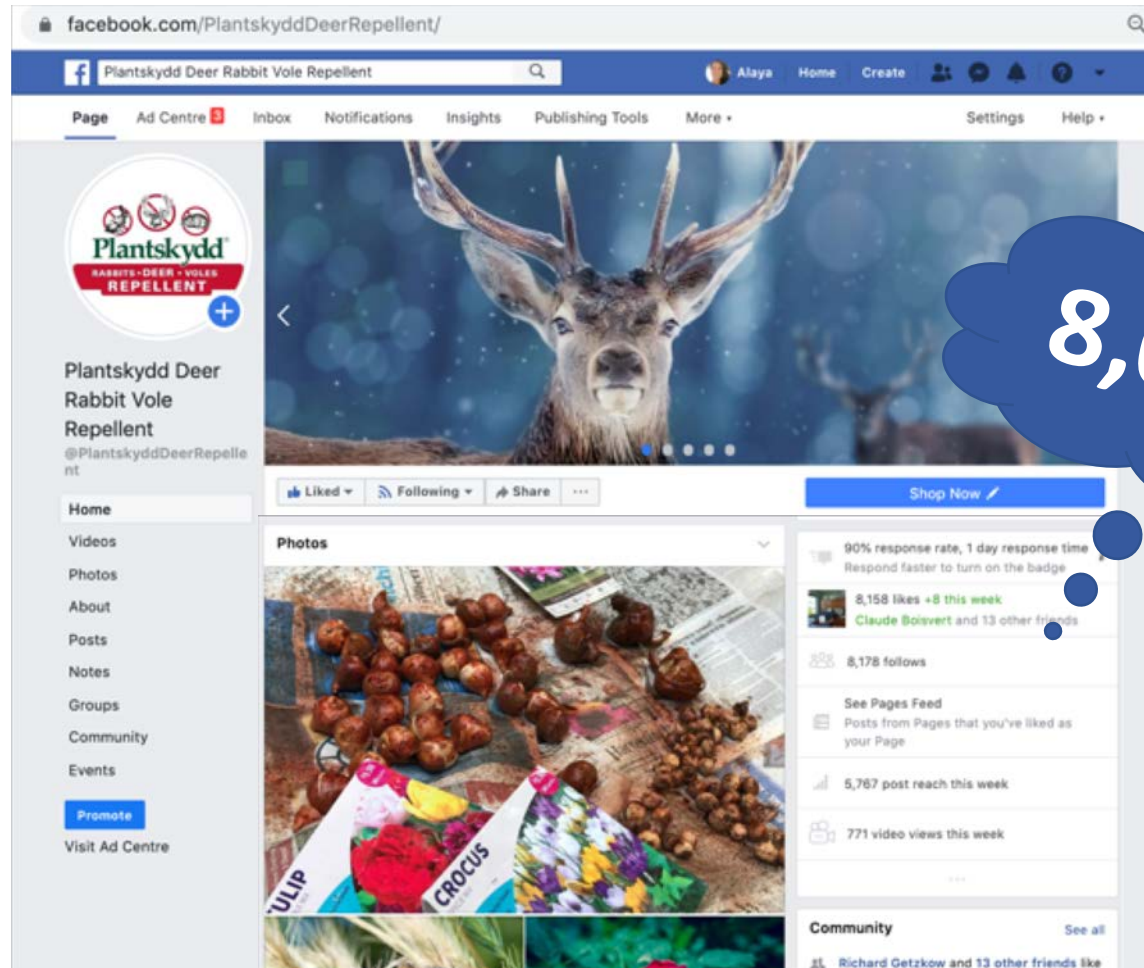 facebook.com/PlantskyddDeerRepellent/
Plantskydd Deer Rabbit Vole Repellent
Alaya Home Create
Page Ad Centre 3 Inbox Notifications Insights Publishing Tools More Settings Help
Plantskydd
RABBITS • DEER • VOLES
REPELLENT
8,
Plantskydd Deer
Rabbit Vole
Repellent
@PlantskyddDeerRepelle
nt
Liked Following Share ...
Shop Now
Home
Videos
Photos
About
Posts
Notes
Groups
Community
Events
Promote
Visit Ad Centre
Photos
TULIP
CROCUS
90% response rate, 1 day response time
Respond faster to turn on the badge
8,158 likes +8 this week
Claude Boisvert and 13 other friends
8,178 follows
See Pages Feed
Posts from Pages that you've liked as
your Page
5,767 post reach this week
771 video views this week
...
Community See all
Richard Getzkow and 13 other friends like